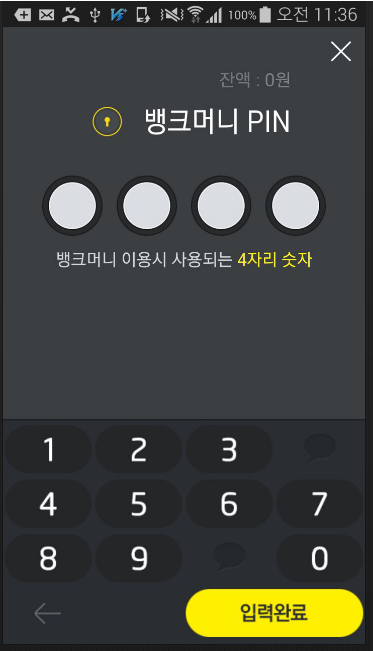 100% 오전 11:36
잔액 : 0원
뱅크머니 PIN
뱅크머니 이용시 사용되는 4자리 숫자
1 2 3
4 5 6 7
8 9 0
입력완료